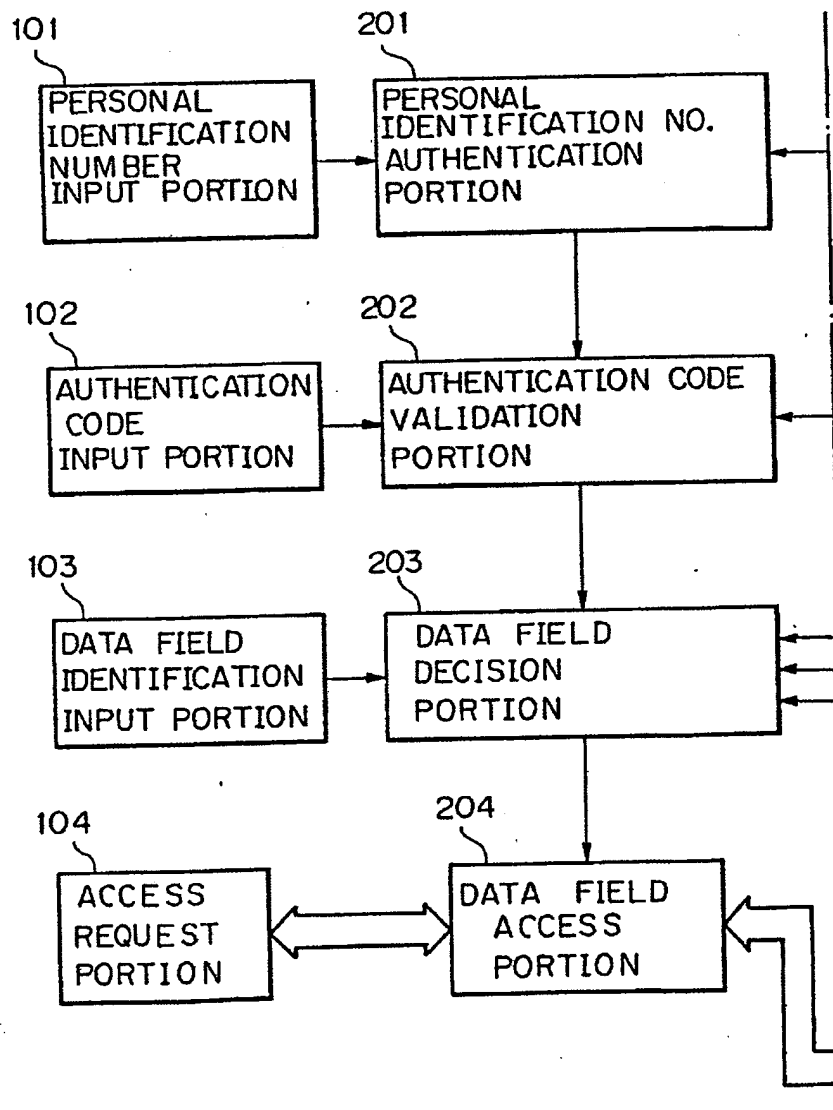 101
PERSONAL
IDENTIFICATION
NUMBER
INPUT PORTION
201
PERSONAL
IDENTIFICATION NO.
AUTHENTICATION
PORTION
102
AUTHENTICATION
CODE
INPUT PORTION
202
AUTHENTICATION CODE
VALIDATION
PORTION
103
DATA FIELD
IDENTIFICATION
INPUT PORTION
203
DATA FIELD
DECISION
PORTION
104
ACCESS
REQUEST
PORTION
204
DATA FIELD
ACCESS
PORTION